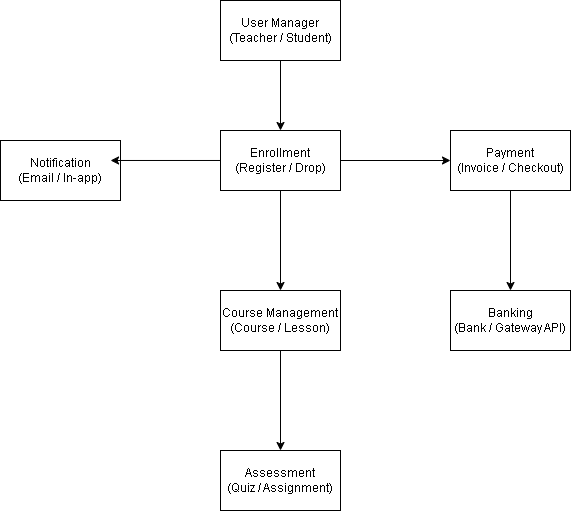 User Manager
(Teacher / Student)
Notification
(Email / In-app)
Enrollment
(Register / Drop)
Payment
(Invoice / Checkout)
Course Management
(Course / Lesson)
Banking
(Bank / Gateway API)
Assessment
(Quiz / Assignment)